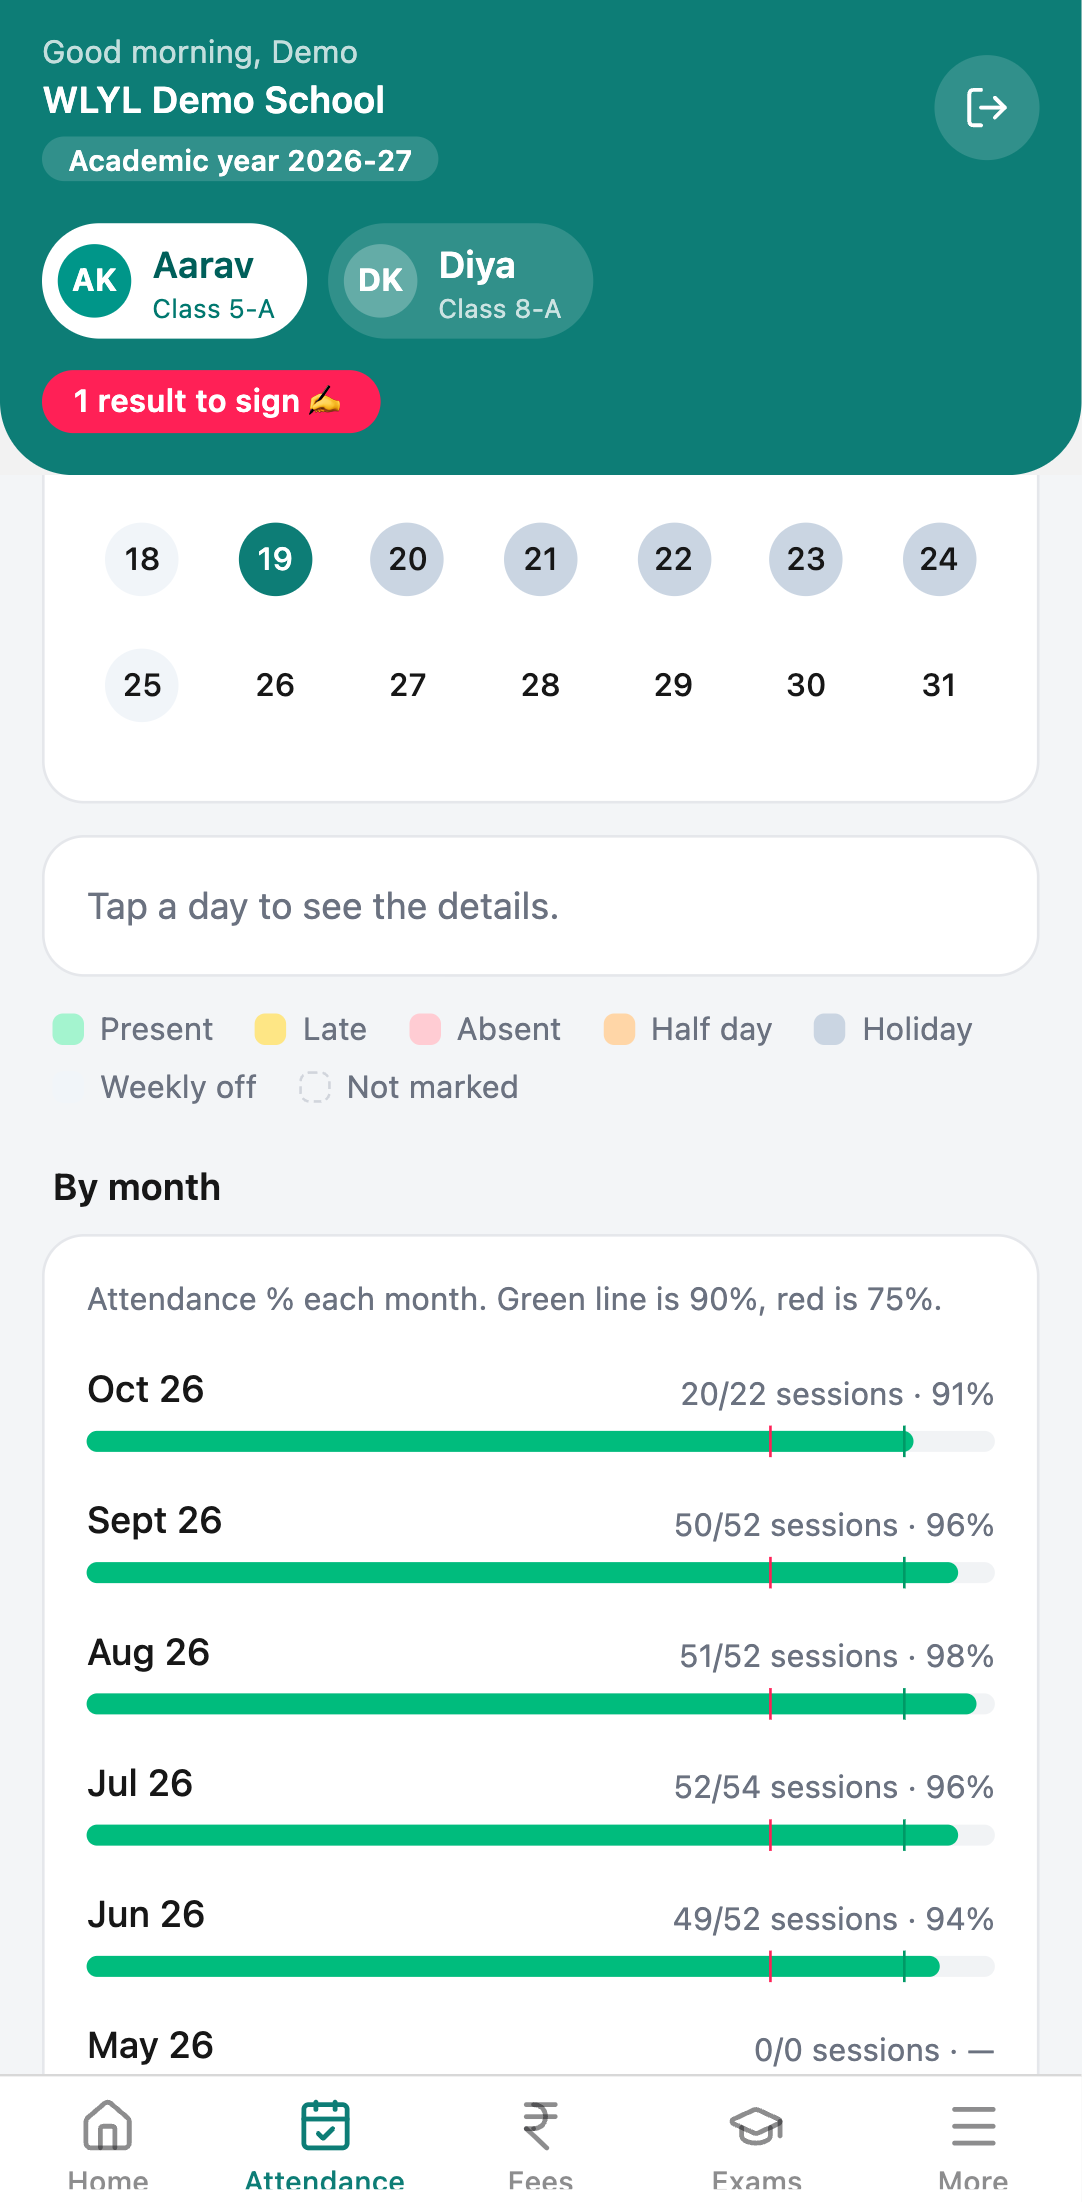 Good morning, Demo
WLYL Demo School
Academic year 2026-27
AK
Aarav
Class 5-A
DK
Diya
Class 8-A
1 result to sign ✍️
18 19 20 21 22 23 24
25 26 27 28 29 30 31
Tap a day to see the details.
Present Late Absent Half day Holiday
Weekly off Not marked
By month
Attendance % each month. Green line is 90%, red is 75%.
Oct 26 20/22 sessions · 91%
Sept 26 50/52 sessions · 96%
Aug 26 51/52 sessions · 98%
Jul 26 52/54 sessions · 96%
Jun 26 49/52 sessions · 94%
May 26 0/0 sessions · —
Home Attendance Fees Exams More